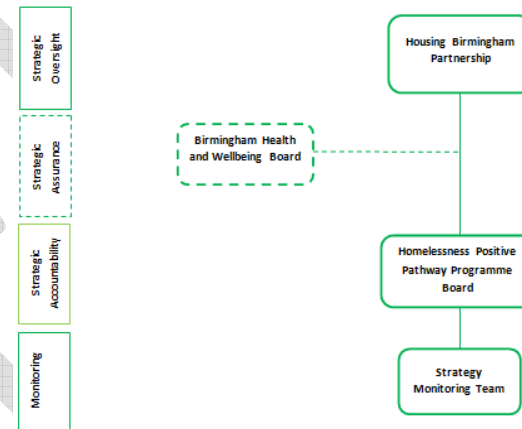 Strategic
Oversight
Housing Birmingham
Partnership
Strategic
Assurance
Birmingham Health
and Wellbeing Board
Strategic
Accountability
Homelessness Positive
Pathway Programme
Board
Monitoring
Strategy
Monitoring Team